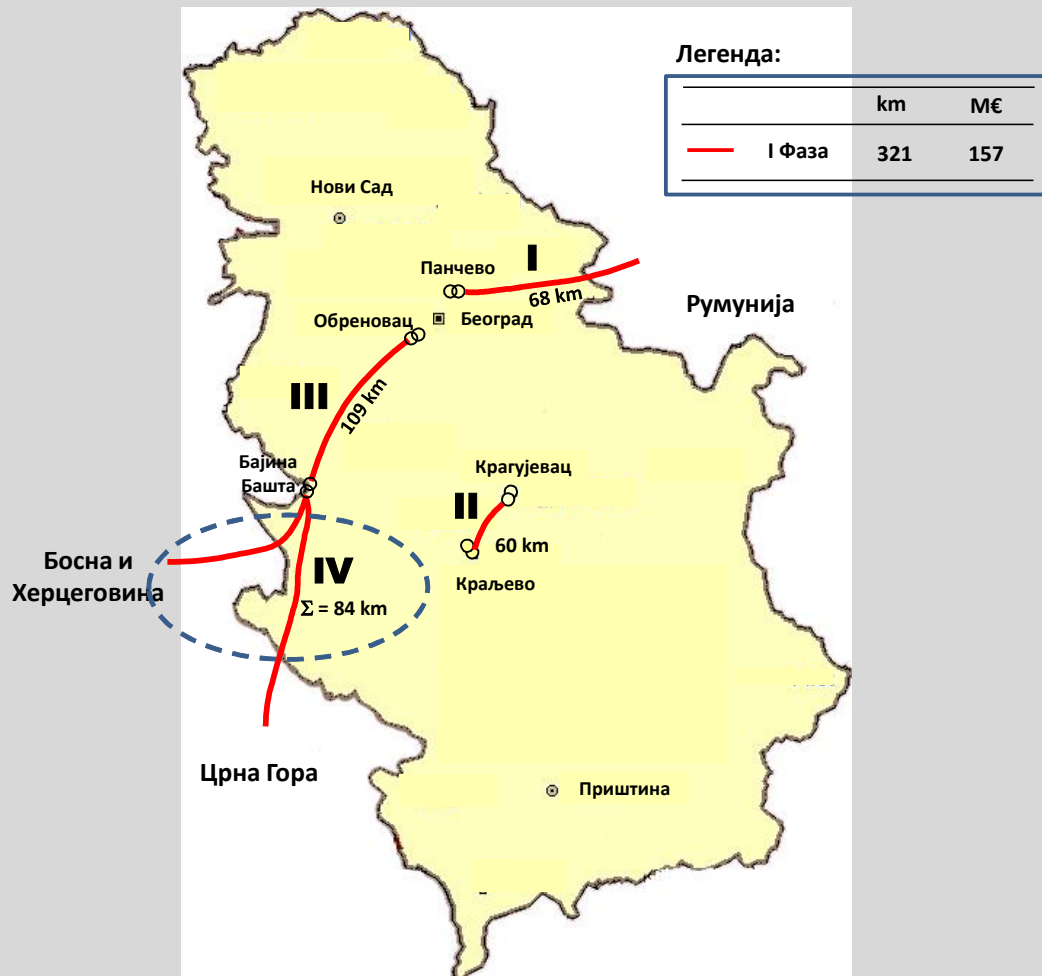 Легенда:
km M€
I Фаза 321 157
Нови Сад
I
Панчево
68 km
Румунија
Обреновац
Београд
III
109 km
Бајина
Башта
Крагујевац
II
60 km
Краљево
Босна и
Херцеговина
IV
Σ = 84 km
Црна Гора
Приштина